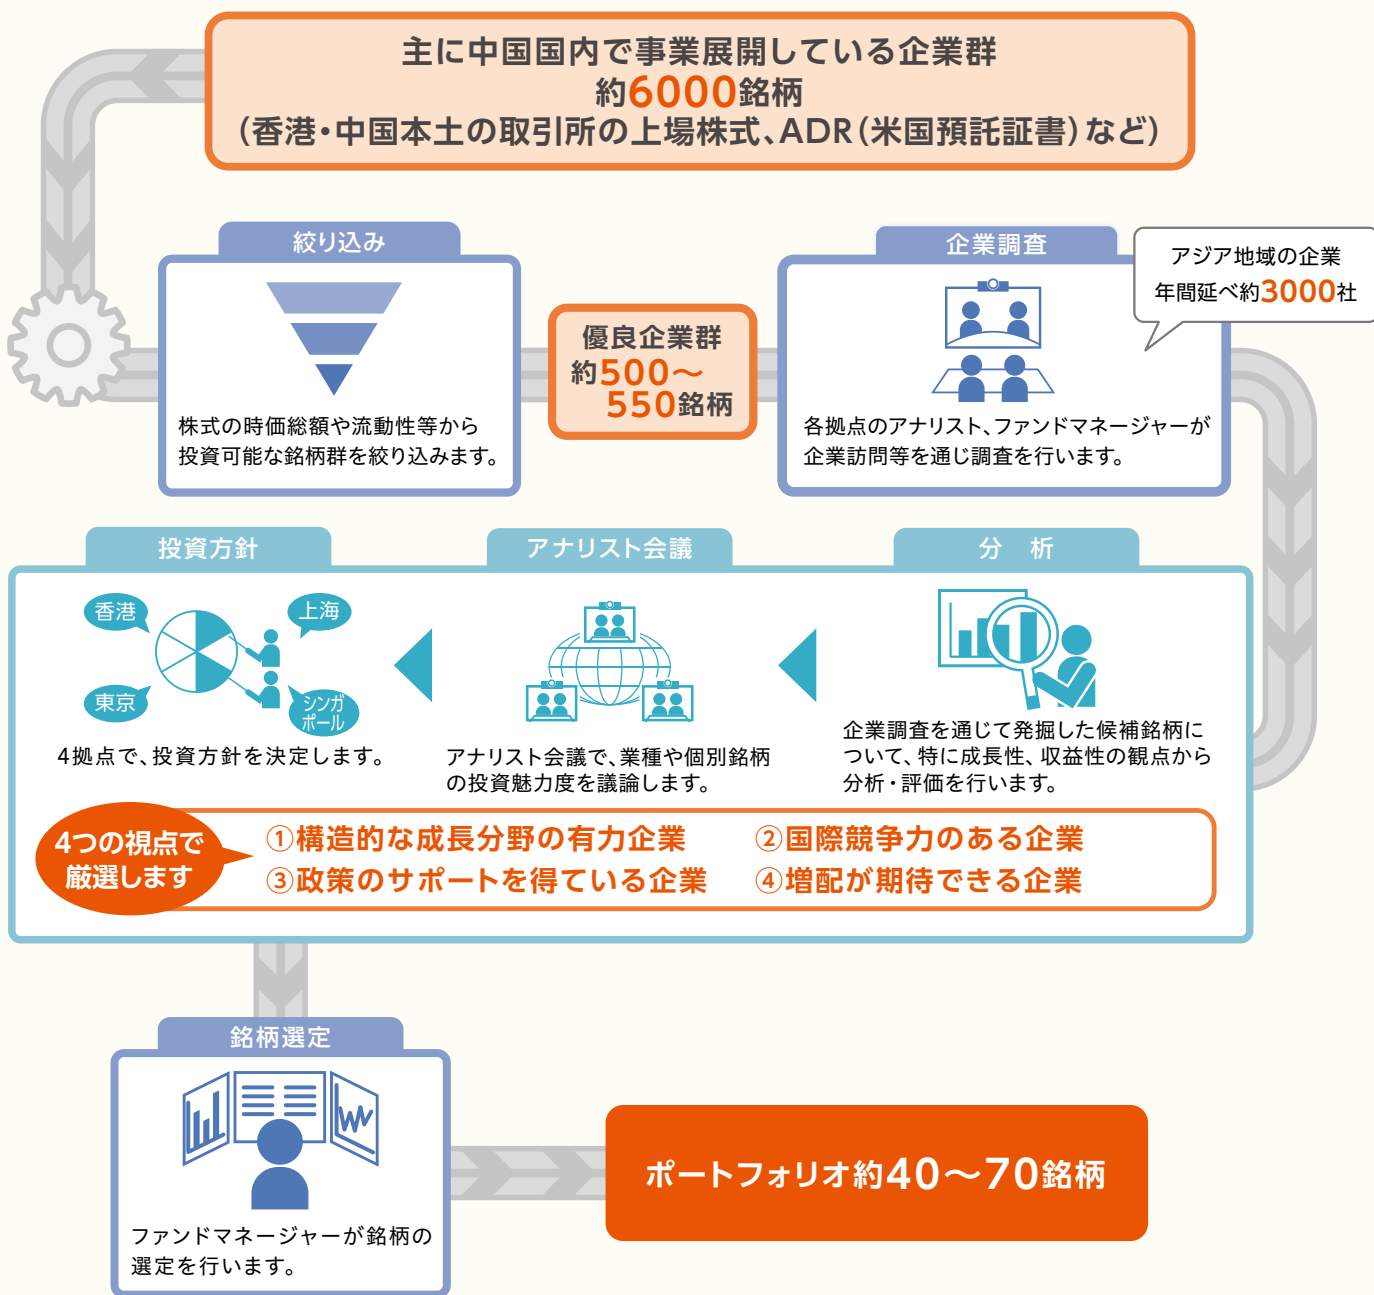 主に中国国内で事業展開している企業群
約6000銘柄
(香港・中国本土の取引所の上場株式、ADR(米国預託証書)など)
絞り込み
株式の時価総額や流動性等から
投資可能な銘柄群を絞り込みます。
優良企業群
約500～
550銘柄
企業調査
アジア地域の企業
年間延べ約3000社
各拠点のアナリスト、ファンドマネージャーが
企業訪問等を通じ調査を行います。
分 析
企業調査を通じて発掘した候補銘柄に
ついて、特に成長性、収益性の観点から
分析・評価を行います。
アナリスト会議
アナリスト会議で、業種や個別銘柄
の投資魅力度を議論します。
投資方針
香港
上海
東京
シンガ
ポール
4拠点で、投資方針を決定します。
4つの視点で
厳選します
①構造的な成長分野の有力企業
②国際競争力のある企業
③政策のサポートを得ている企業
④増配が期待できる企業
銘柄選定
ファンドマネージャーが銘柄の
選定を行います。
ポートフォリオ約40～70銘柄